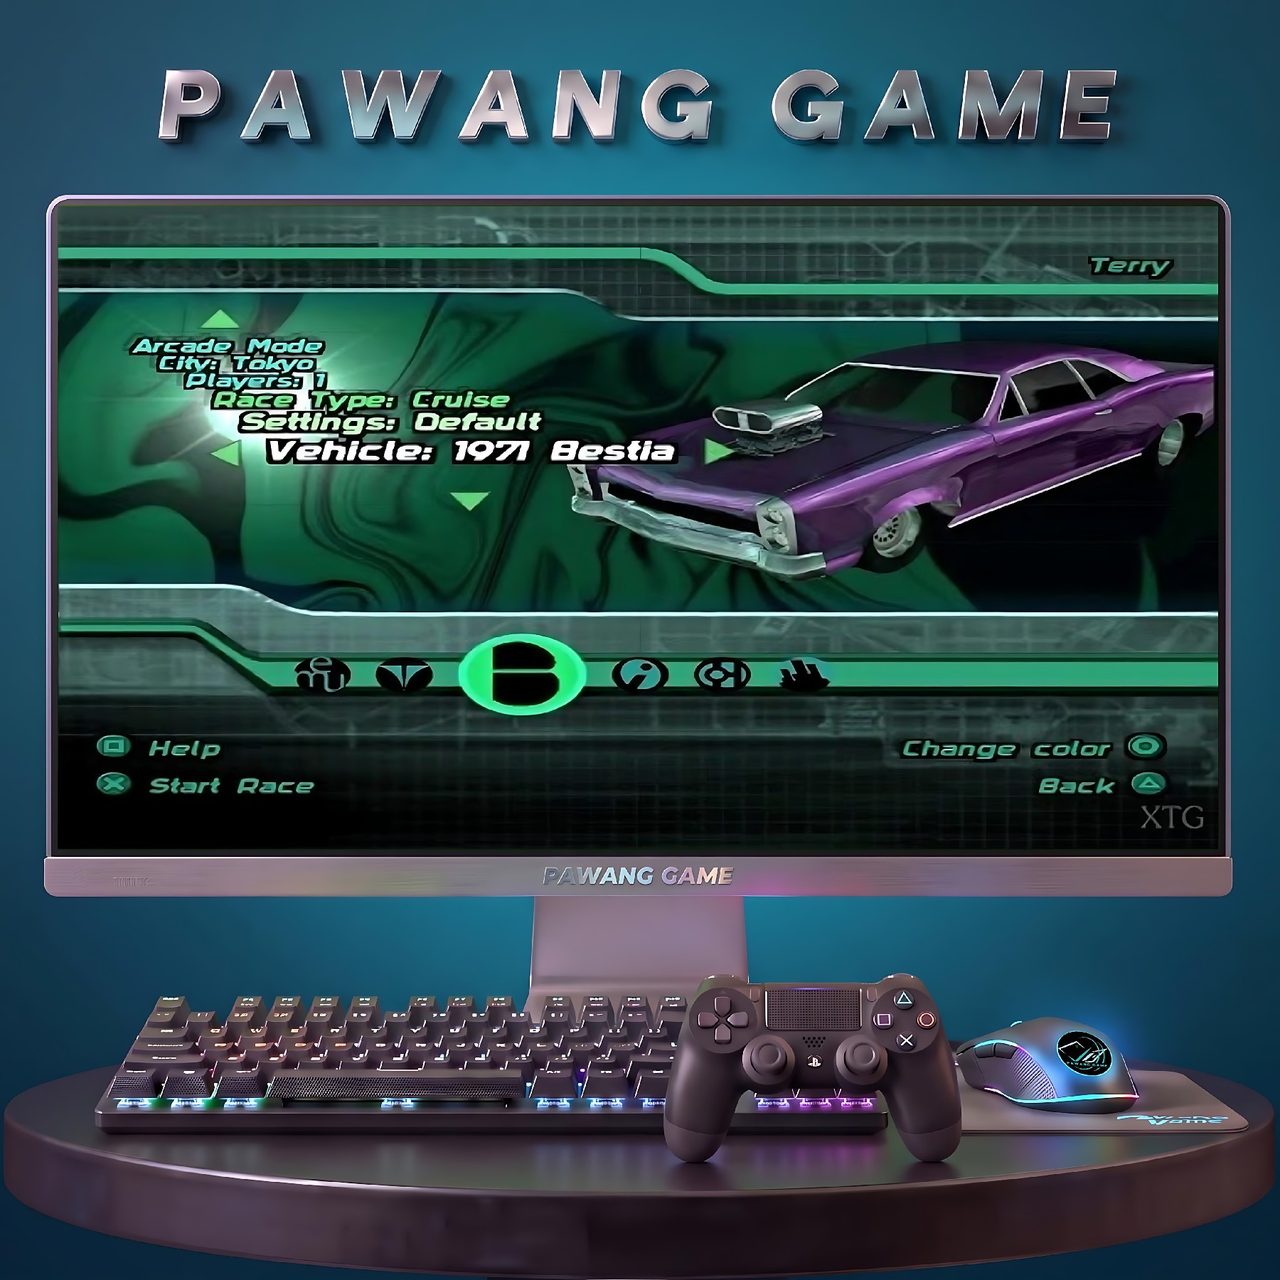 PAWANG GAME
Terry
Arcade Mode
City: Tokyo
Players: 1
Race Type: Cruise
Settings: Default
Vehicle: 1971 Bestia
Help
Change color
Start Race
Back
XTG
PAWANG GAME